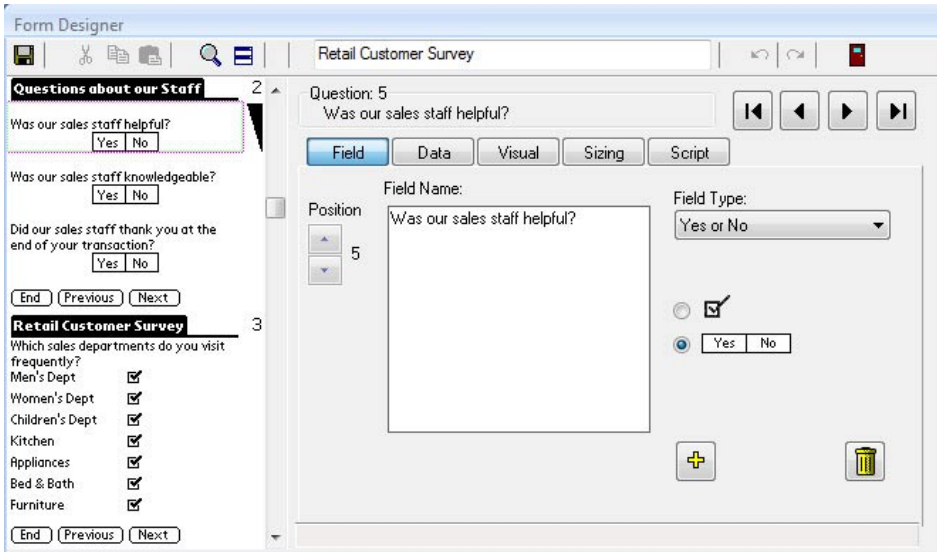 Form Designer
Retail Customer Survey
Questions about our Staff 2
Was our sales staff helpful?
Yes No
Was our sales staff knowledgeable?
Yes No
Did our sales staff thank you at the
end of your transaction?
Yes No
End Previous Next
Retail Customer Survey 3
Which sales departments do you visit
frequently?
Men's Dept
Women's Dept
Children's Dept
Kitchen
Appliances
Bed & Bath
Furniture
End Previous Next
Question: 5
Was our sales staff helpful?
Field Data Visual Sizing Script
Position
5
Field Name:
Was our sales staff helpful?
Field Type:
Yes or No
Yes No